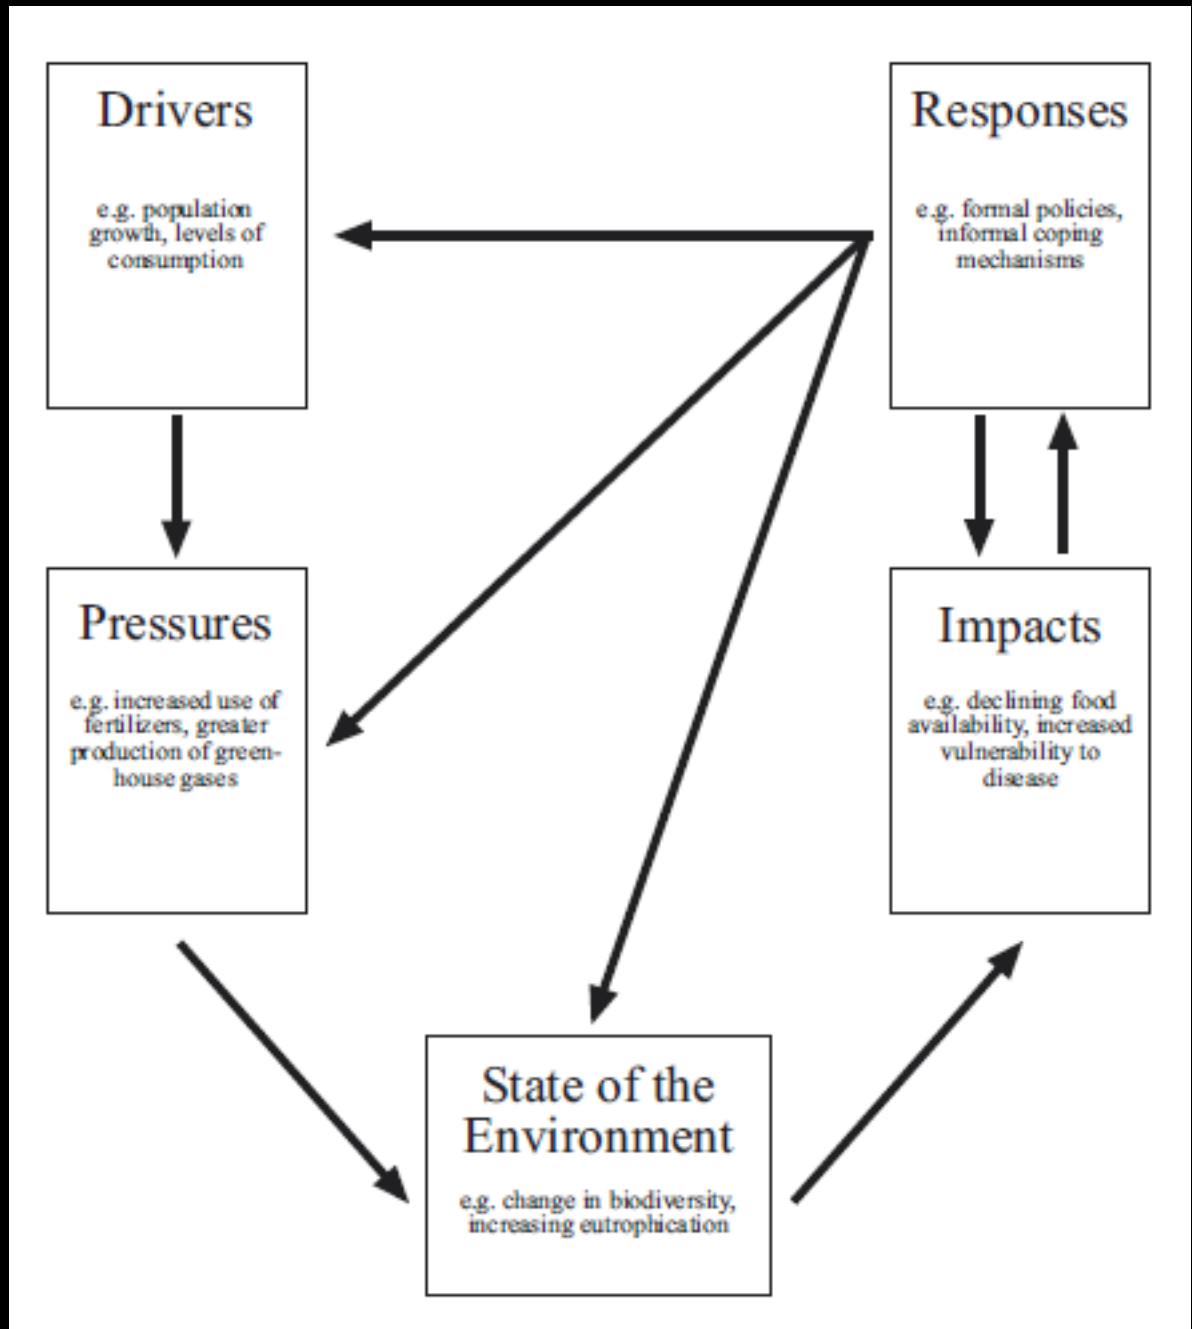 Drivers
e.g. population
growth, levels of
consumption
Responses
e.g. formal policies,
informal coping
mechanisms
Pressures
e.g. increased use of
fertilizers, greater
production of green-
house gases
Impacts
e.g. declining food
availability, increased
vulnerability to
disease
State of the
Environment
e.g. change in biodiversity,
increasing eutrophication